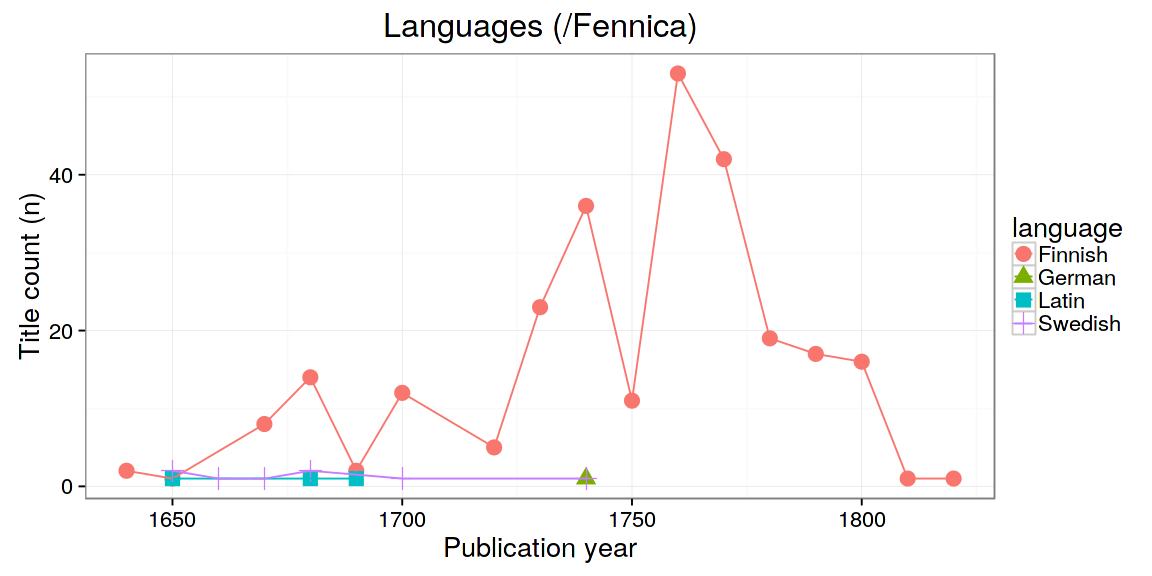 Languages (/Fennica)
Title count (n)
40
20
0
1650 1700 1750 1800
Publication year
language
Finnish
German
Latin
Swedish